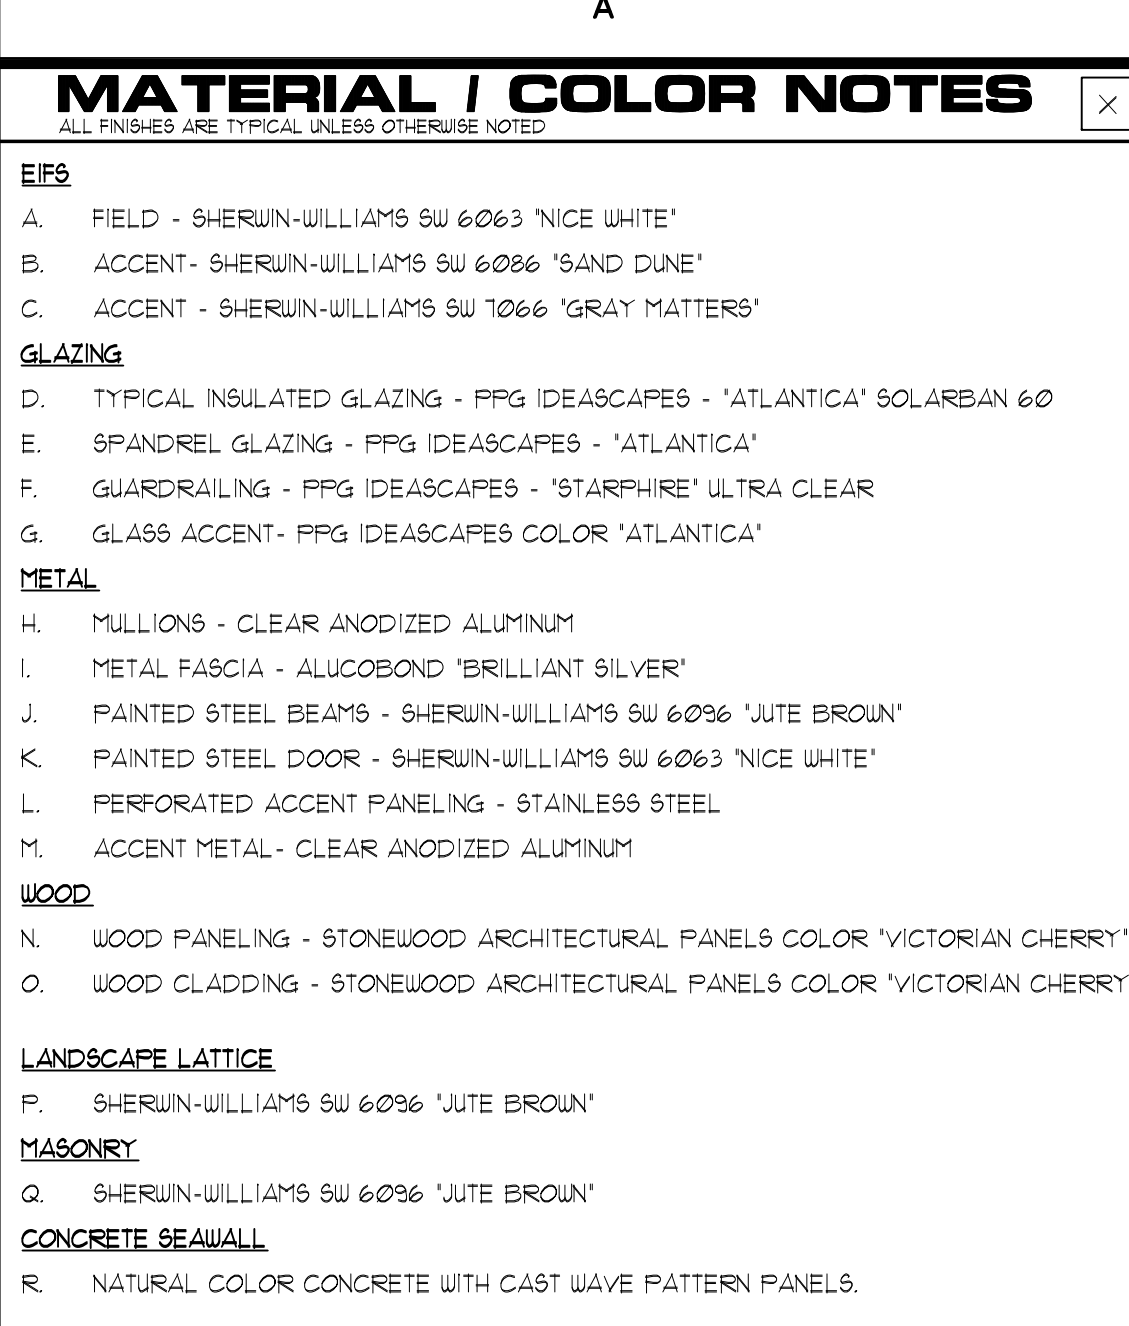 A
MATERIAL / COLOR NOTES
ALL FINISHES ARE TYPICAL UNLESS OTHERWISE NOTED
X
EIFS
A. FIELD - SHERWIN-WILLIAMS SW 6063 "NICE WHITE"
B. ACCENT- SHERWIN-WILLIAMS SW 6086 "SAND DUNE"
C. ACCENT - SHERWIN-WILLIAMS SW 7066 "GRAY MATTERS"
GLAZING
D. TYPICAL INSULATED GLAZING - PPG IDEASCAPES - "ATLANTICA" SOLARBAN 60
E. SPANDREL GLAZING - PPG IDEASCAPES - "ATLANTICA"
F. GUARDRAILING - PPG IDEASCAPES - "STARPHIRE" ULTRA CLEAR
G. GLASS ACCENT- PPG IDEASCAPES COLOR "ATLANTICA"
METAL
H. MULLIONS - CLEAR ANODIZED ALUMINUM
I. METAL FASCIA - ALUCOBOND "BRILLIANT SILVER"
J. PAINTED STEEL BEAMS - SHERWIN-WILLIAMS SW 6096 "JUTE BROWN"
K. PAINTED STEEL DOOR - SHERWIN-WILLIAMS SW 6063 "NICE WHITE"
L. PERFORATED ACCENT PANELING - STAINLESS STEEL
M. ACCENT METAL- CLEAR ANODIZED ALUMINUM
WOOD
N. WOOD PANELING - STONEWOOD ARCHITECTURAL PANELS COLOR "VICTORIAN CHERRY"
O. WOOD CLADDING - STONEWOOD ARCHITECTURAL PANELS COLOR "VICTORIAN CHERRY
LANDSCAPE LATTICE
P. SHERWIN-WILLIAMS SW 6096 "JUTE BROWN"
MASONRY
Q. SHERWIN-WILLIAMS SW 6096 "JUTE BROWN"
CONCRETE SEAWALL
R. NATURAL COLOR CONCRETE WITH CAST WAVE PATTERN PANELS.